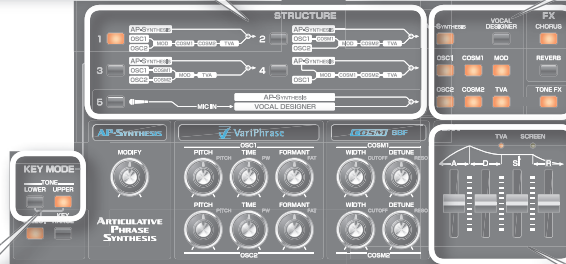 STRUCTURE
1
AP-SYNTHESIS
OSC1
OSC2
MOD COSM1 COSM2 TVA
2
AP-SYNTHESIS
OSC1 COSM1
OSC2
MOD COSM2 TVA
3
AP-SYNTHESIS
OSC1 COSM1
OSC2 COSM2
MOD TVA
4
AP-SYNTHESIS
OSC1
OSC2
MOD COSM1 COSM2 TVA
5
MIC IN
AP-SYNTHESIS
VOCAL DESIGNER
-SYNTHESIS
VOCAL
DESIGNER
FX
CHORUS
OSC1 COSM1 MOD
REVERB
OSC2 COSM2 TVA
TONE FX
KEY MODE
TONE
LOWER UPPER
KEY
AP-SYNTHESIS
MODIFY
ARTICULATIVE
PHRASE
SYNTHESIS
VariPhrase
OSC1
PITCH TIME FORMANT
PITCH PW FAT
PITCH TIME FORMANT
PITCH PW FAT
OSC2
COSM SBF
COSM1
WIDTH DETUNE
CUTOFF RESO
WIDTH DETUNE
CUTOFF RESO
COSM2
TVA SCREEN
A D S R